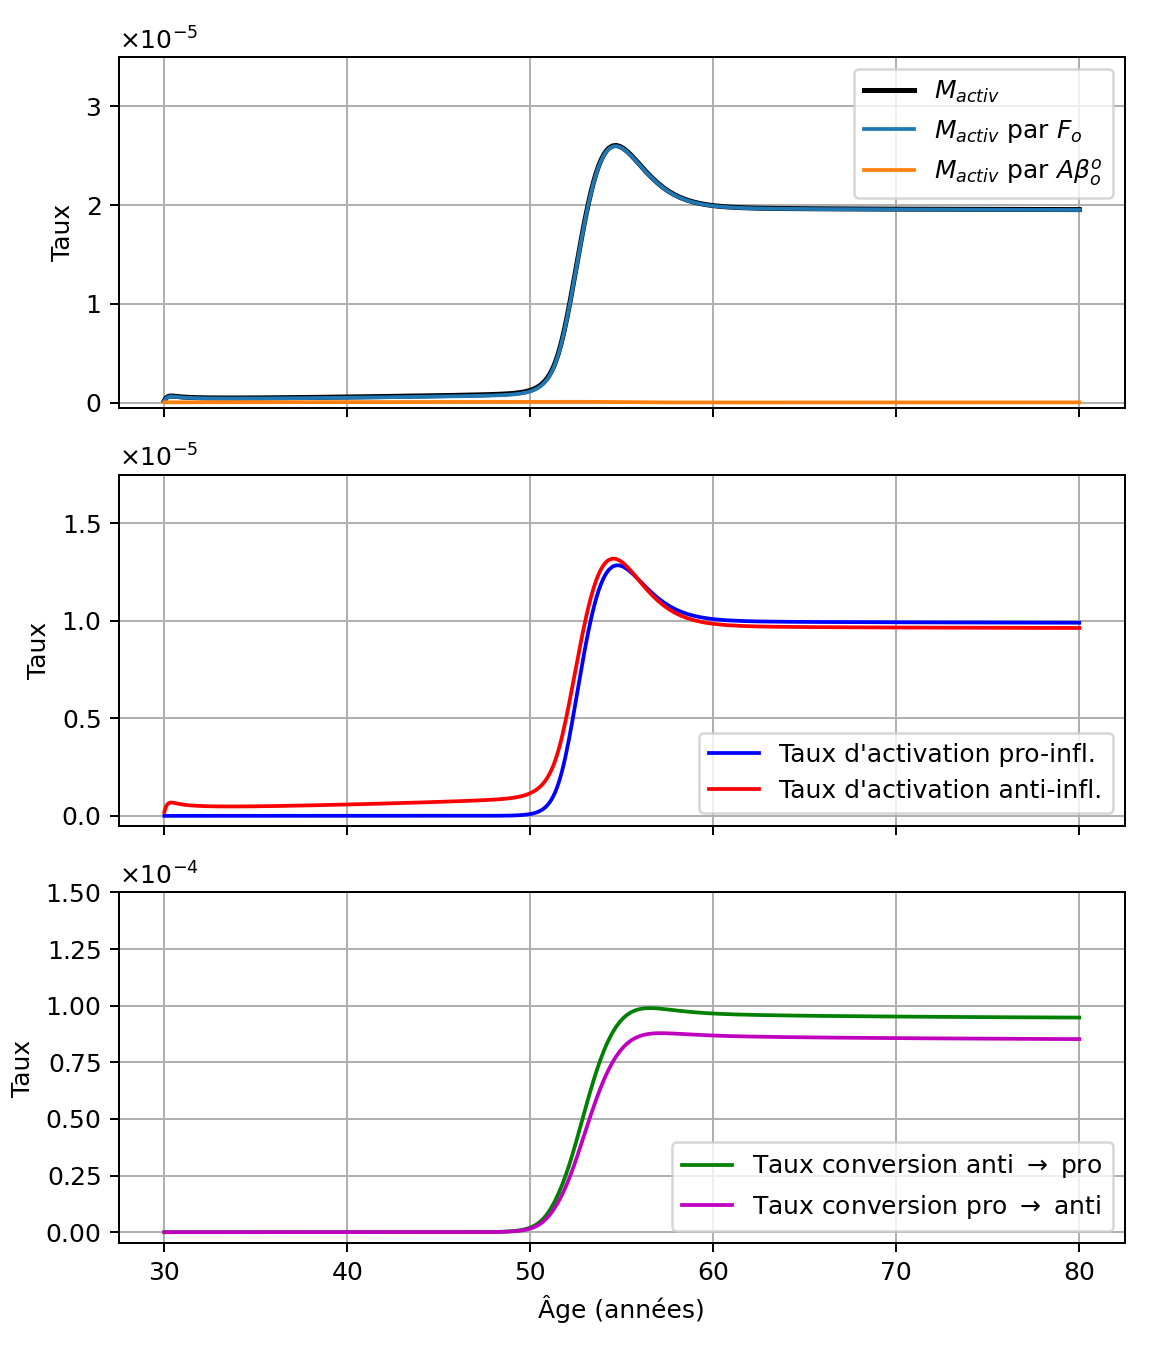 ×10⁻⁵
3
2
1
0
Taux
M_activ
M_activ par F_o
M_activ par Aβ_o^o
×10⁻⁵
1.5
1.0
0.5
0.0
Taux
Taux d'activation pro-infl.
Taux d'activation anti-infl.
×10⁻⁴
1.50
1.25
1.00
0.75
0.50
0.25
0.00
Taux
Taux conversion anti → pro
Taux conversion pro → anti
30 40 50 60 70 80
Âge (années)